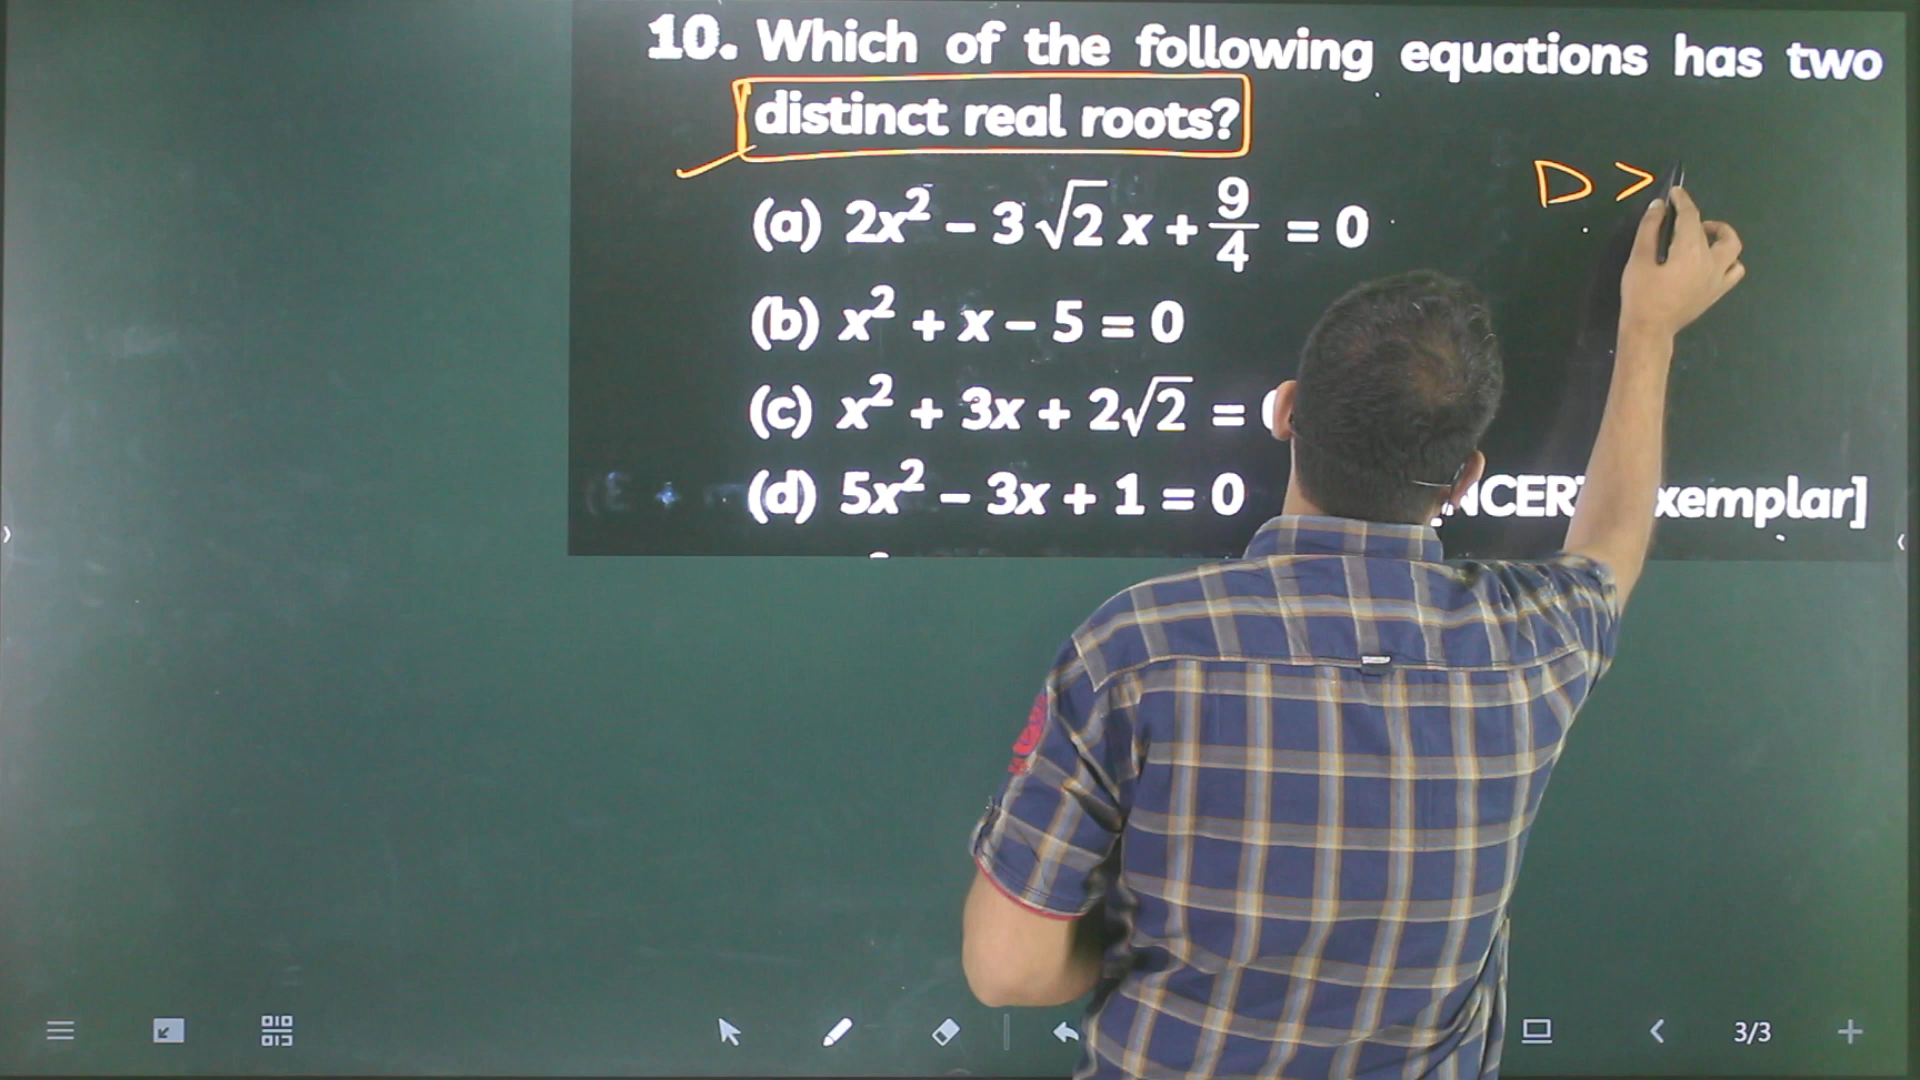 10. Which of the following equations has two
distinct real roots?
D >
(a) 2x² – 3√2 x + 9/4 = 0
(b) x² + x – 5 = 0
(c) x² + 3x + 2√2 =
(d) 5x² – 3x + 1 = 0
3/3